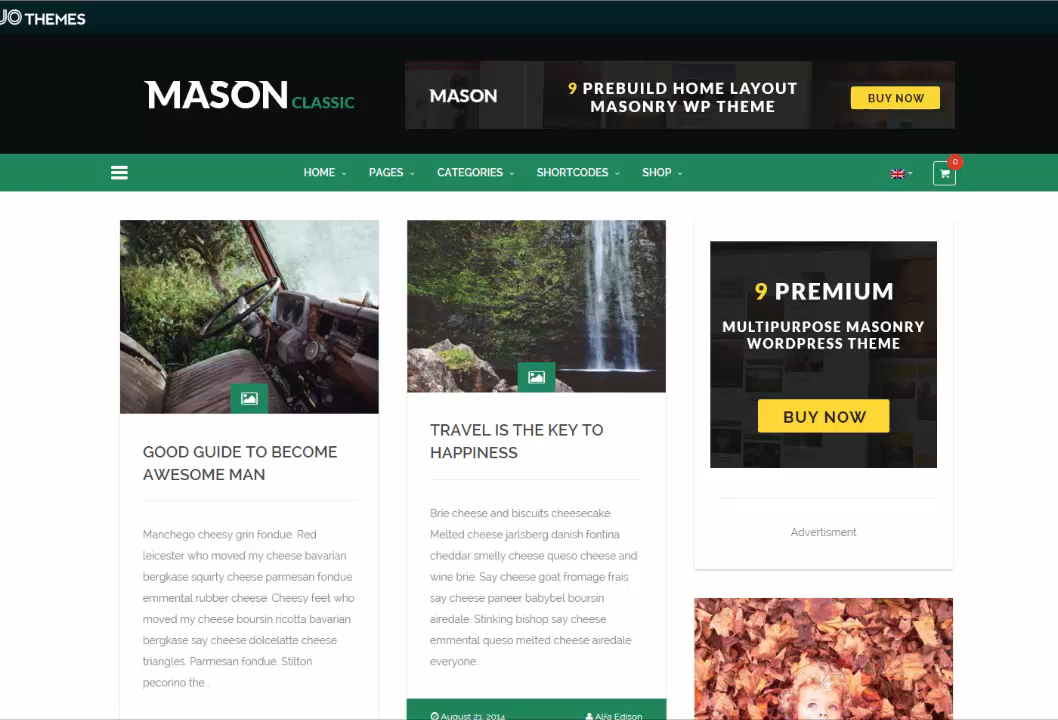 THEMES
MASON CLASSIC
MASON
9 PREBUILD HOME LAYOUT
MASONRY WP THEME
BUY NOW
HOME
PAGES
CATEGORIES
SHORTCODES
SHOP
0
GOOD GUIDE TO BECOME
AWESOME MAN
Manchego cheesy grin fondue. Red
leicester who moved my cheese bavarian
bergkase squirty cheese parmesan fondue
emmental rubber cheese. Cheesy feet who
moved my cheese boursin ricotta bavarian
bergkase say cheese dolcelatte cheese
triangles. Parmesan fondue. Stilton
pecorino the...
TRAVEL IS THE KEY TO
HAPPINESS
Brie cheese and biscuits cheesecake.
Melted cheese jarlsberg danish fontina
cheddar smelly cheese queso cheese and
wine brie. Say cheese goat fromage frais
say cheese paneer babybel boursin
airedale. Stinking bishop say cheese
emmental queso melted cheese airedale
everyone...
August 21, 2014
Alfa Edison
9 PREMIUM
MULTIPURPOSE MASONRY
WORDPRESS THEME
BUY NOW
Advertisment